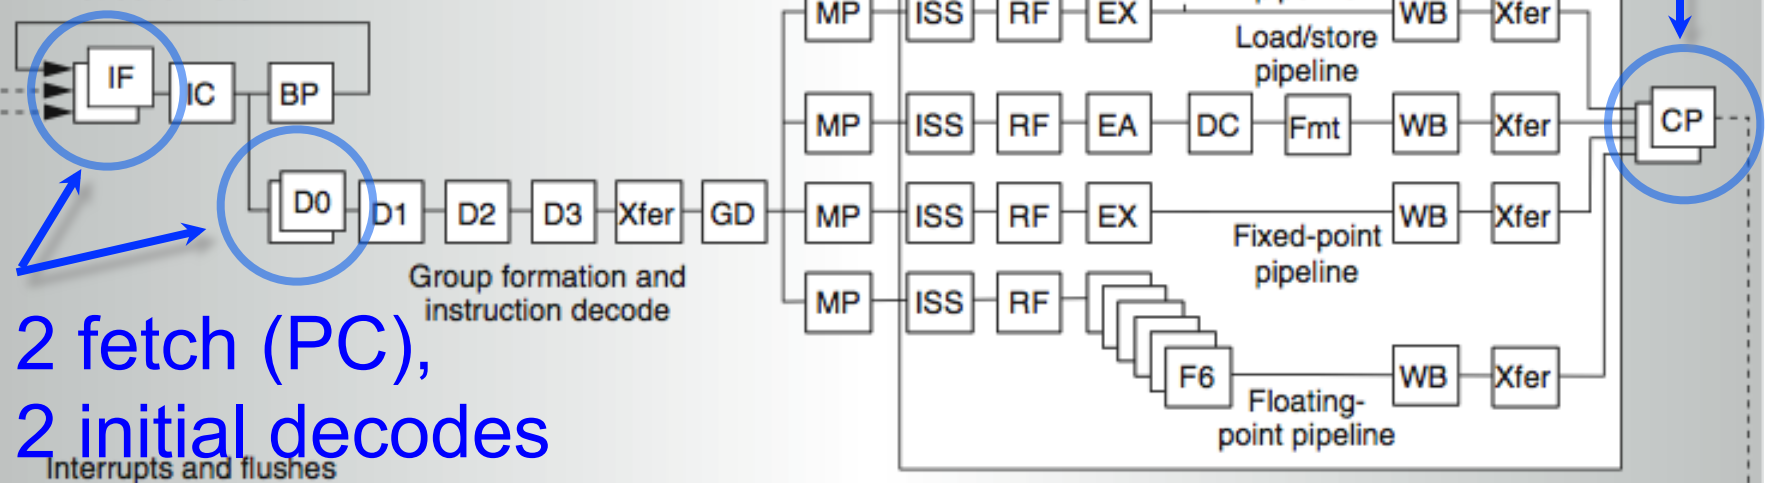 MP ISS RF EX WB Xfer
Load/store
pipeline
IF IC BP
MP ISS RF EA DC Fmt WB Xfer CP
D0 D1 D2 D3 Xfer GD
MP ISS RF EX WB Xfer
Fixed-point
pipeline
Group formation and
instruction decode
MP ISS RF
F6 WB Xfer
Floating-
point pipeline
2 fetch (PC),
2 initial decodes
Interrupts and flushes